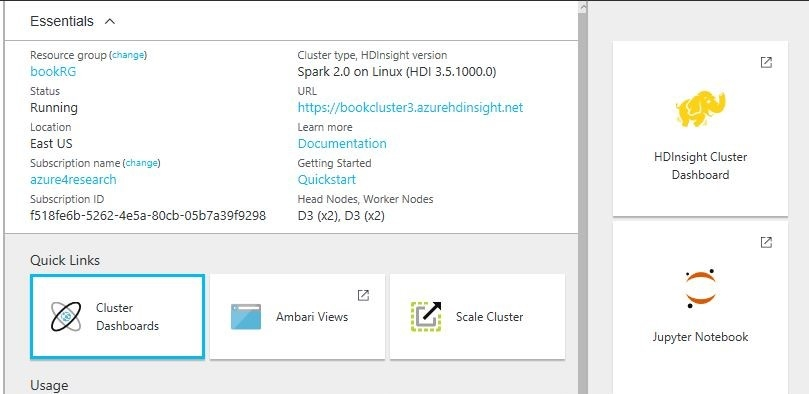 Essentials
Resource group (change)
bookRG
Status
Running
Location
East US
Subscription name (change)
azure4research
Subscription ID
f518fe6b-5262-4e5a-80cb-05b7a39f9298
Cluster type, HDInsight version
Spark 2.0 on Linux (HDI 3.5.1000.0)
URL
https://bookcluster3.azurehdinsight.net
Learn more
Documentation
Getting Started
Quickstart
Head Nodes, Worker Nodes
D3 (x2), D3 (x2)
Quick Links
Cluster
Dashboards
Ambari Views
Scale Cluster
Usage
HDInsight Cluster
Dashboard
Jupyter Notebook